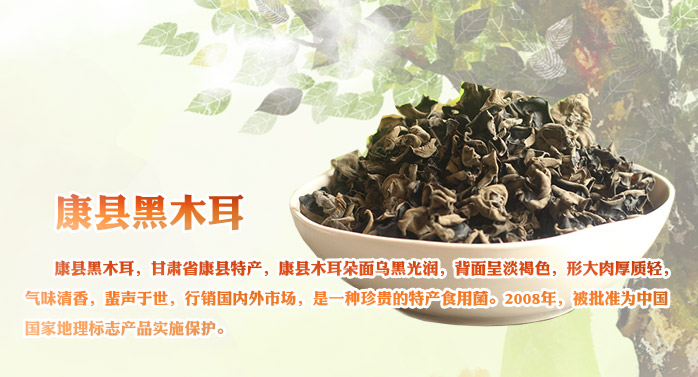 康县黑木耳
康县黑木耳，甘肃省康县特产，康县木耳朵面乌黑光润，背面呈淡褐色，形大肉厚质轻，
气味清香，蜚声于世，行销国内外市场，是一种珍贵的特产食用菌。2008年，被批准为中国
国家地理标志产品实施保护。